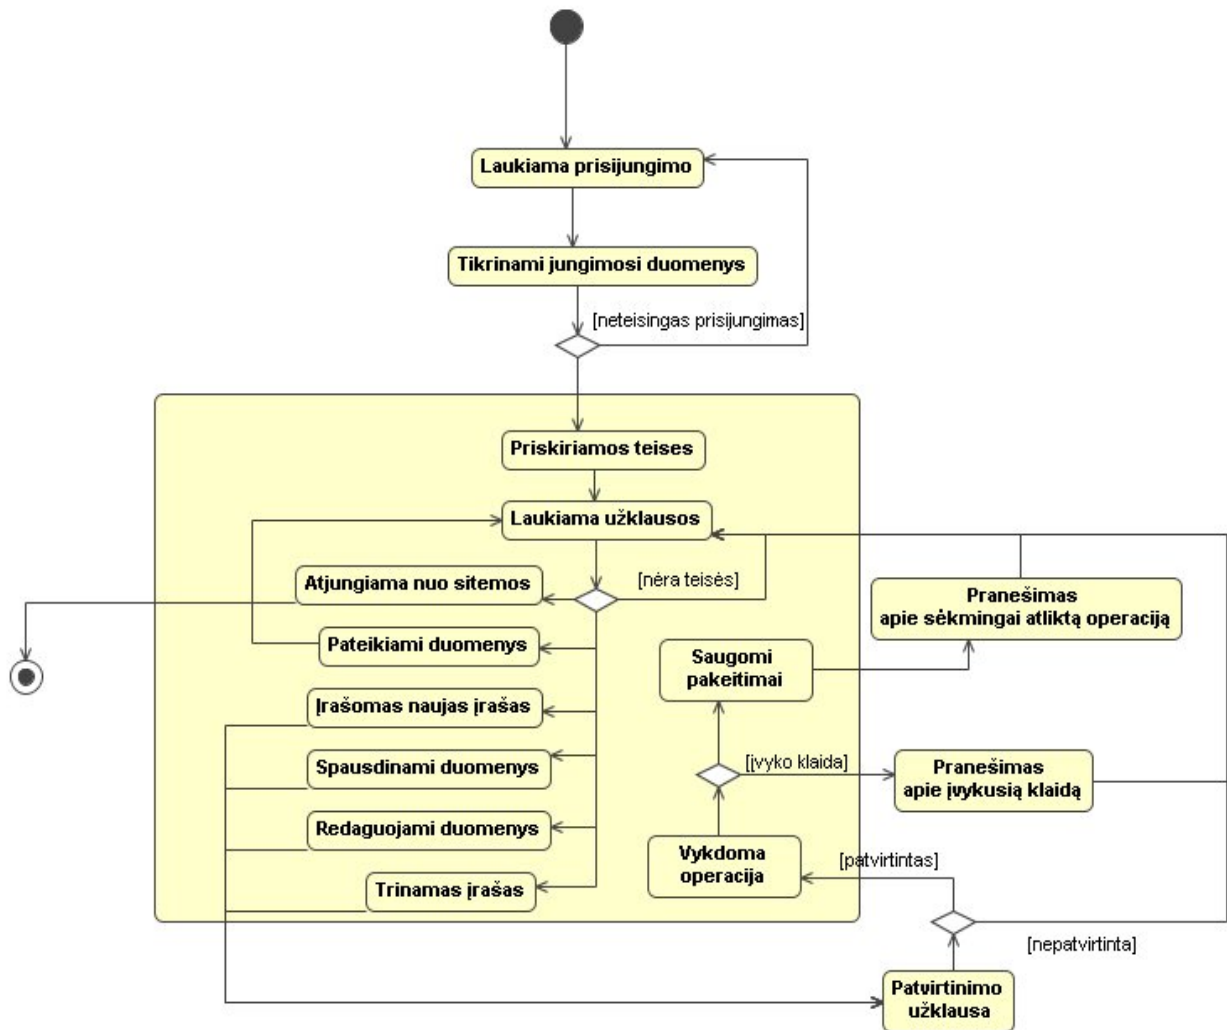 Laukiama prisijungimo
Tikrinami jungimosi duomenys
[neteisingas prisijungimas]
Priskiriamos teises
Laukiama užklausos
Atjungiama nuo sitemos
[nėra teisės]
Pranešimas
apie sėkmingai atliktą operaciją
Pateikiami duomenys
Saugomi
pakeitimai
Įrašomas naujas įrašas
Spausdinami duomenys
[įvyko klaida]
Pranešimas
apie įvykusią klaidą
Redaguojami duomenys
Vykdoma
operacija
[patvirtintas]
Trinamas įrašas
[nepatvirtinta]
Patvirtinimo
užklausa